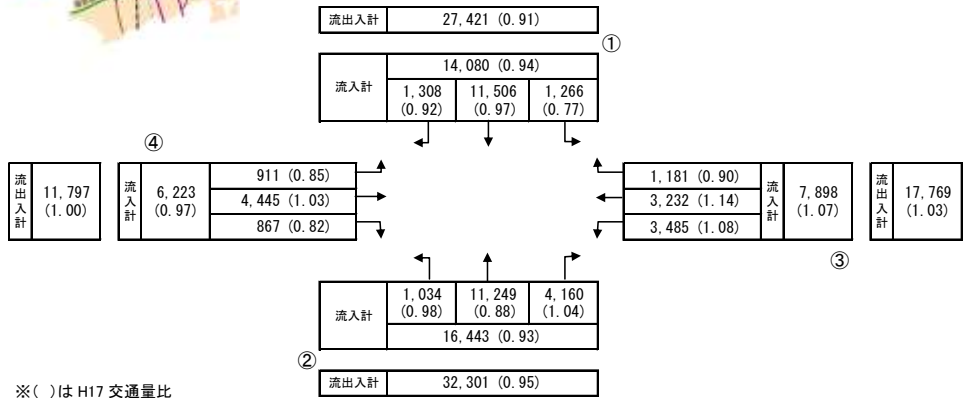 流出入計 27,421 (0.91)
①
流入計 14,080 (0.94)
1,308 11,506 1,266
(0.92) (0.97) (0.77)
④
流出入計 11,797 (1.00)
流入計 6,223 (0.97)
911 (0.85)
4,445 (1.03)
867 (0.82)
1,181 (0.90)
3,232 (1.14)
3,485 (1.08)
流入計 7,898 (1.07)
流出入計 17,769 (1.03)
③
流入計
1,034 11,249 4,160
(0.98) (0.88) (1.04)
16,443 (0.93)
②
流出入計 32,301 (0.95)
※( )は H17 交通量比